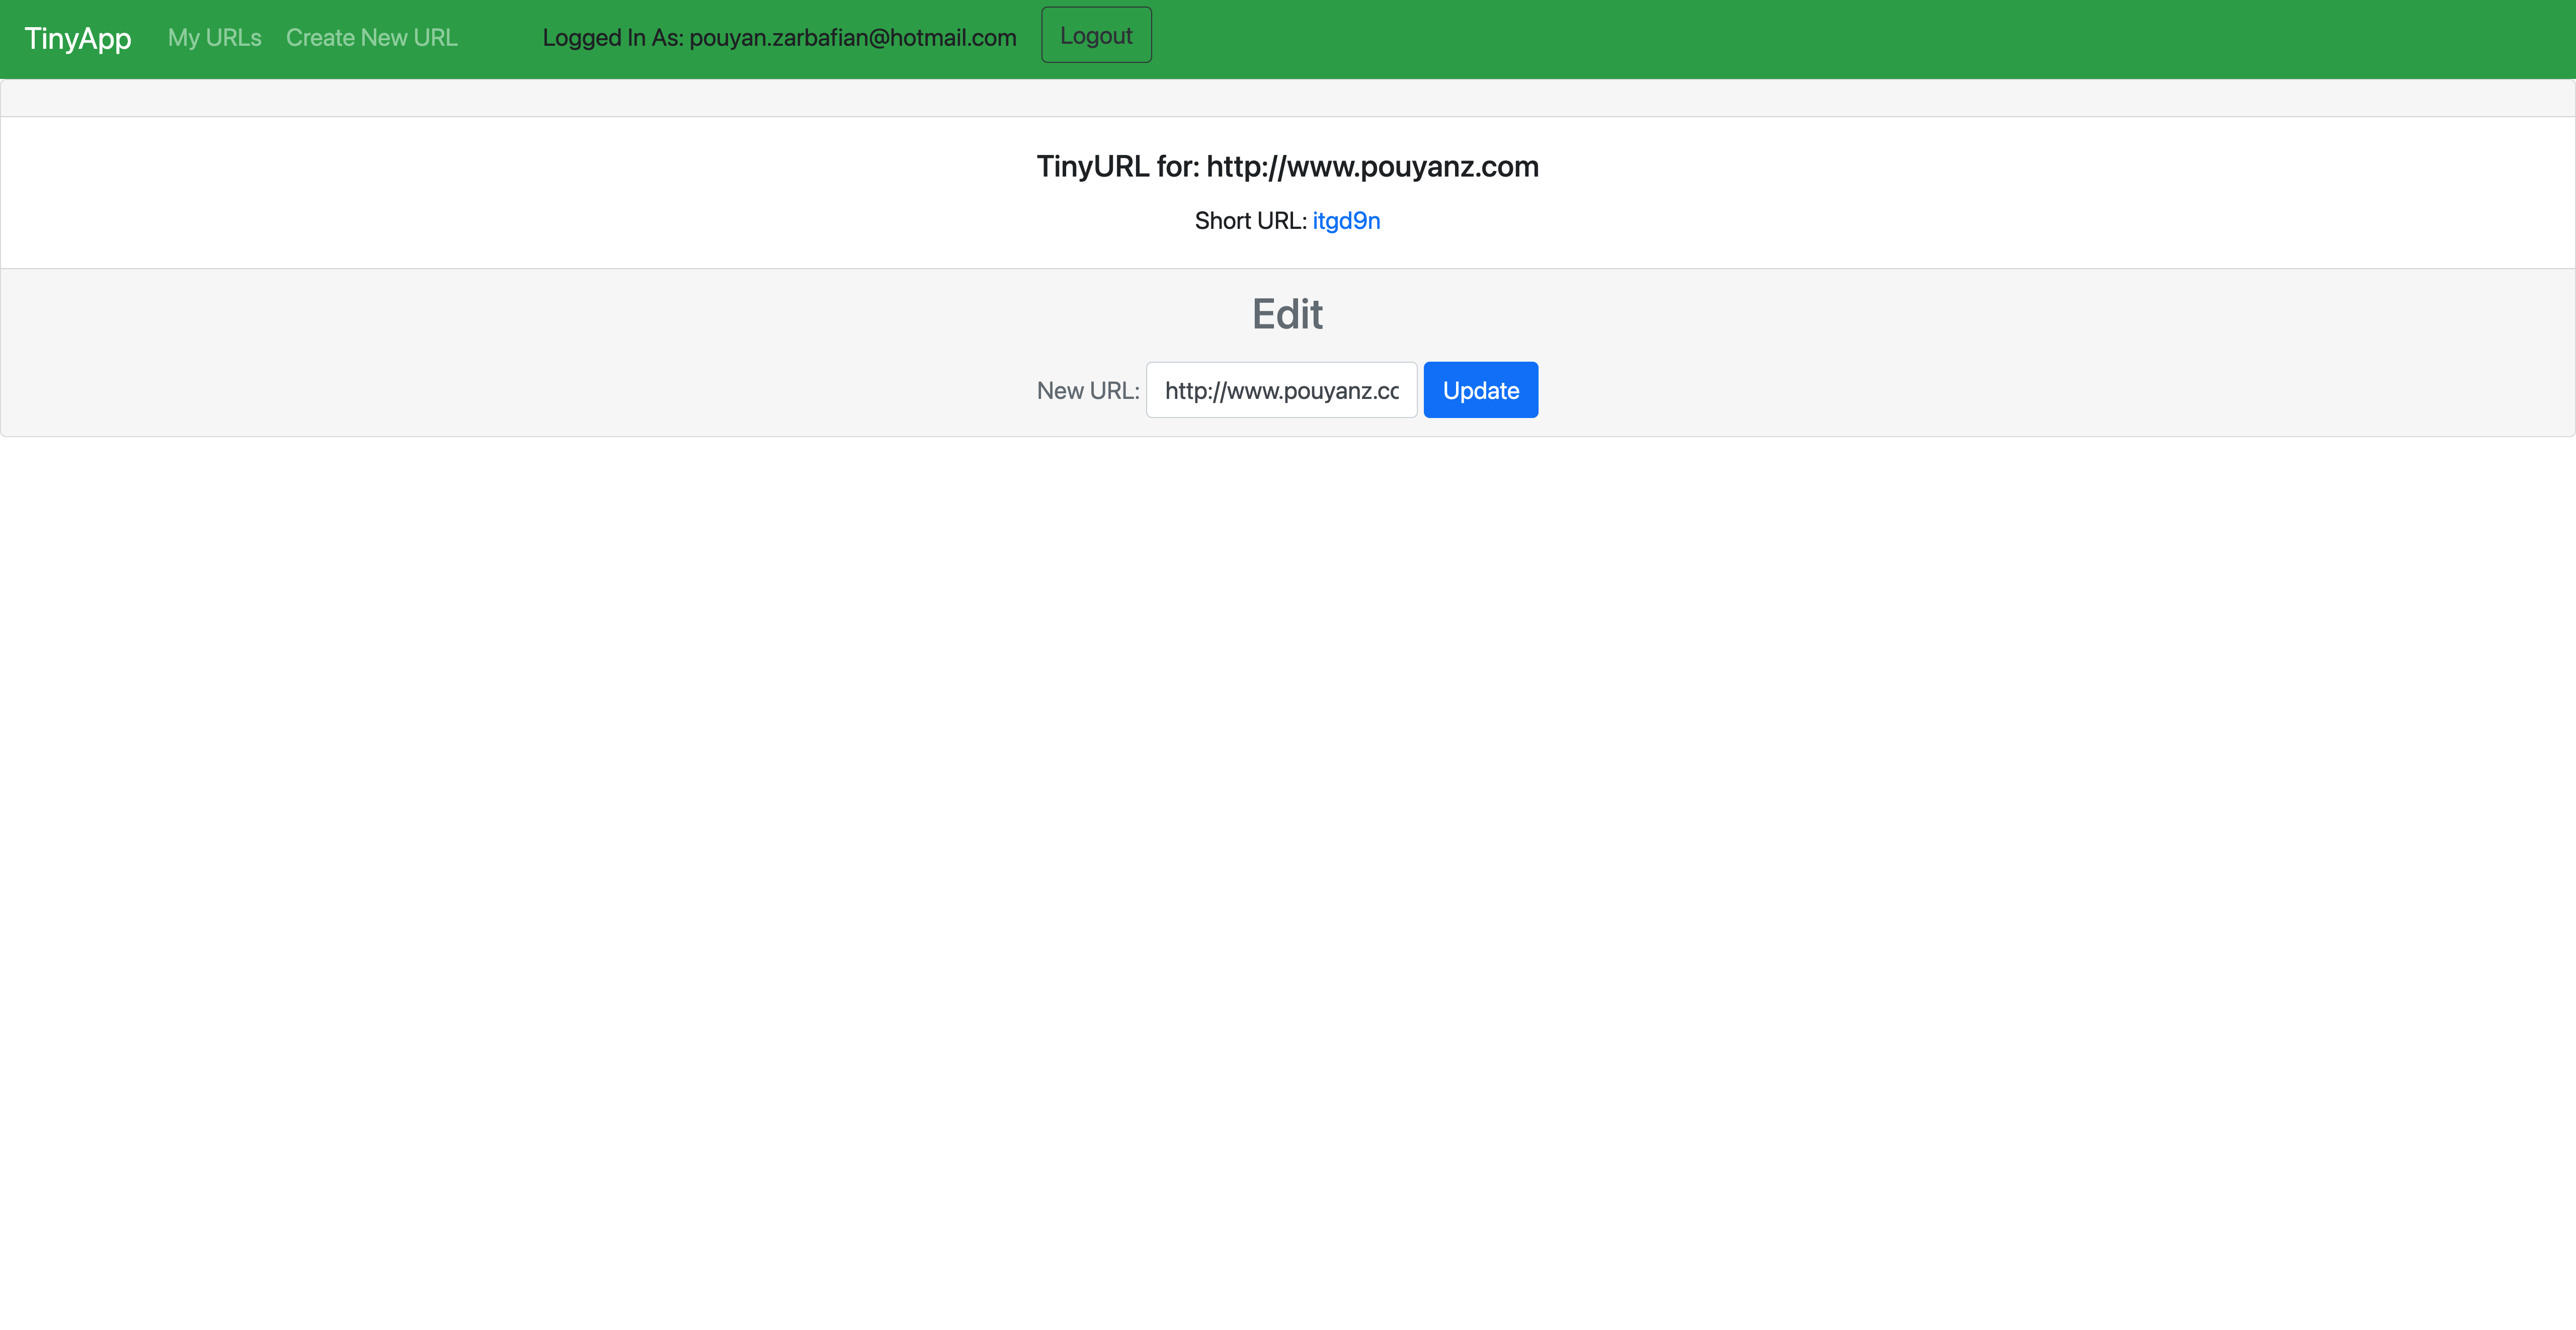 TinyApp My URLs Create New URL Logged In As: pouyan.zarbafian@hotmail.com Logout
TinyURL for: http://www.pouyanz.com
Short URL: itgd9n
Edit
New URL: http://www.pouyanz.cc Update